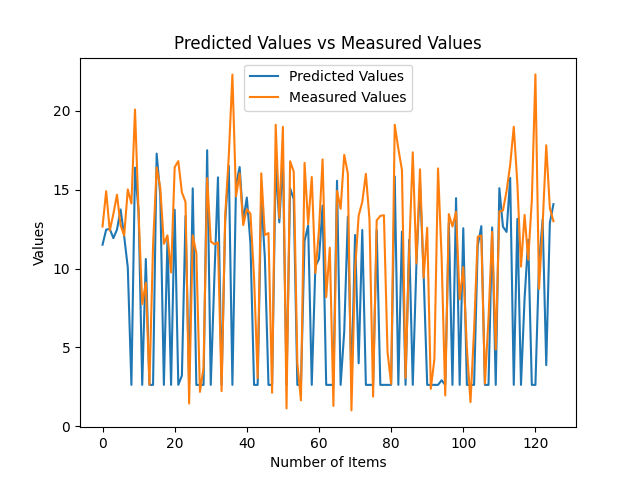 Predicted Values vs Measured Values
Predicted Values
Measured Values
Values
20
15
10
5
0
0 20 40 60 80 100 120
Number of Items